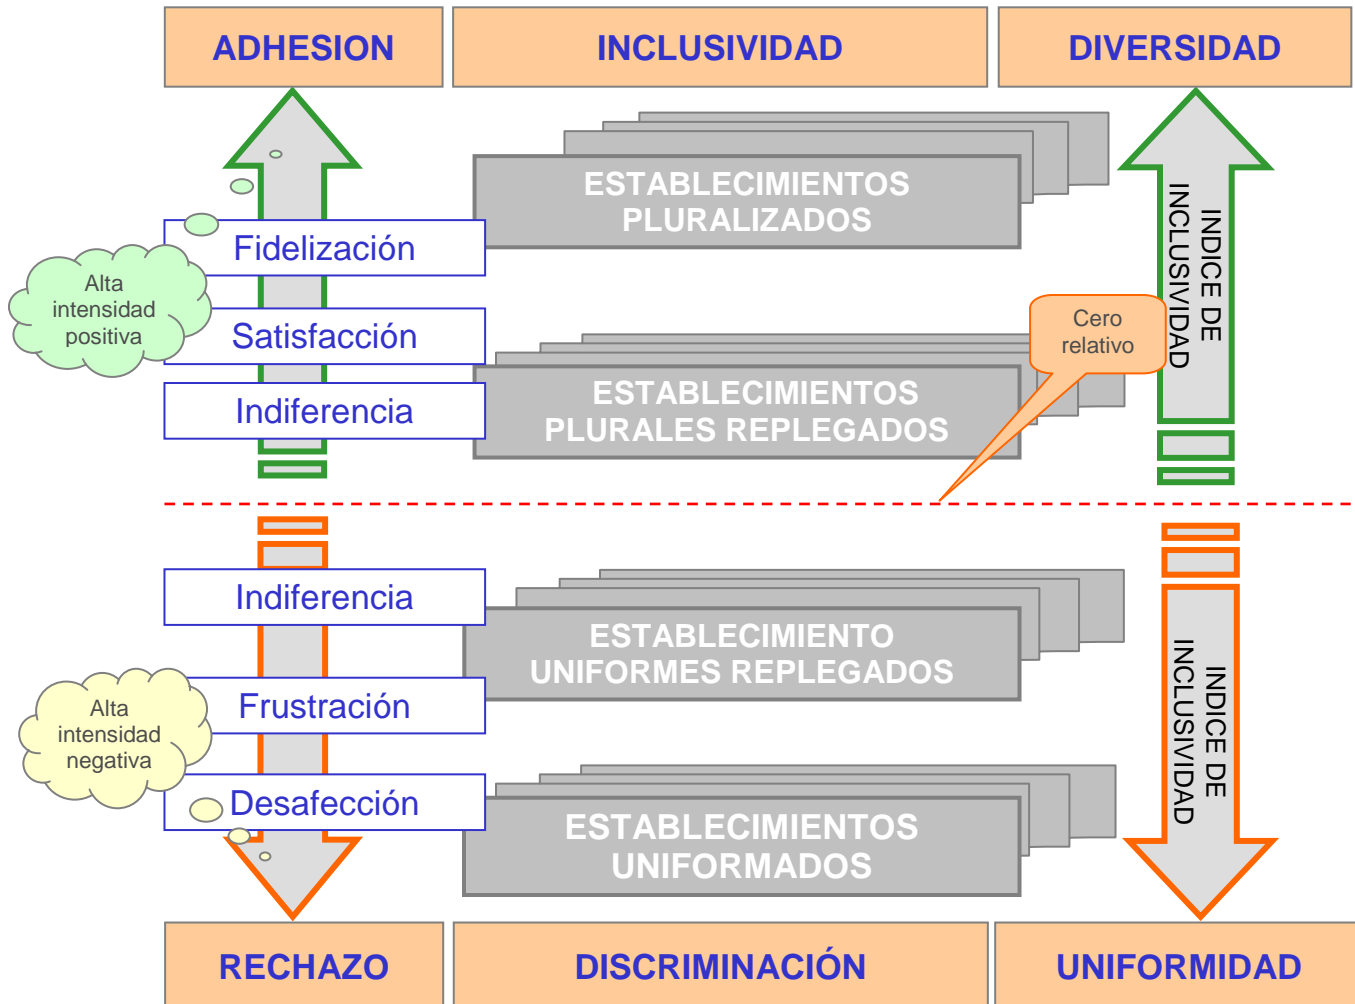 ADHESION
INCLUSIVIDAD
DIVERSIDAD
ESTABLECIMIENTOS
PLURALIZADOS
Fidelización
Alta
intensidad
positiva
Satisfacción
Indiferencia
ESTABLECIMIENTOS
PLURALES REPLEGADOS
Cero
relativo
INDICE DE
INCLUSIVIDAD
Indiferencia
ESTABLECIMIENTO
UNIFORMES REPLEGADOS
Alta
intensidad
negativa
Frustración
Desafección
ESTABLECIMIENTOS
UNIFORMADOS
INDICE DE
INCLUSIVIDAD
RECHAZO
DISCRIMINACIÓN
UNIFORMIDAD